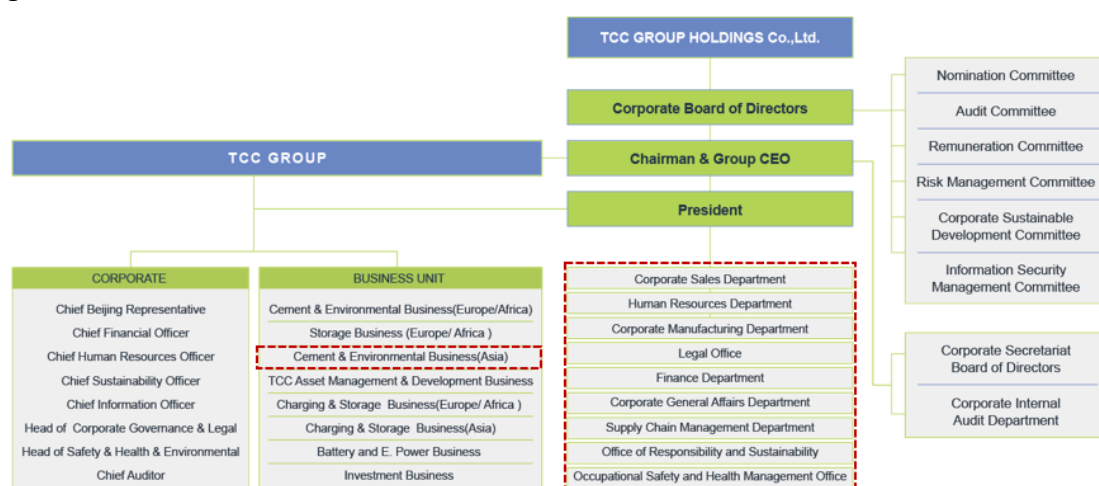 TCC GROUP HOLDINGS Co.,Ltd.
Corporate Board of Directors
Chairman & Group CEO
President
TCC GROUP
CORPORATE
Chief Beijing Representative
Chief Financial Officer
Chief Human Resources Officer
Chief Sustainability Officer
Chief Information Officer
Head of Corporate Governance & Legal
Head of Safety & Health & Environmental
Chief Auditor
BUSINESS UNIT
Cement & Environmental Business(Europe/Africa)
Storage Business (Europe/ Africa )
Cement & Environmental Business(Asia)
TCC Asset Management & Development Business
Charging & Storage Business(Europe/ Africa )
Charging & Storage Business(Asia)
Battery and E. Power Business
Investment Business
Corporate Sales Department
Human Resources Department
Corporate Manufacturing Department
Legal Office
Finance Department
Corporate General Affairs Department
Supply Chain Management Department
Office of Responsibility and Sustainability
Occupational Safety and Health Management Office
Nomination Committee
Audit Committee
Remuneration Committee
Risk Management Committee
Corporate Sustainable
Development Committee
Information Security
Management Committee
Corporate Secretariat
Board of Directors
Corporate Internal
Audit Department